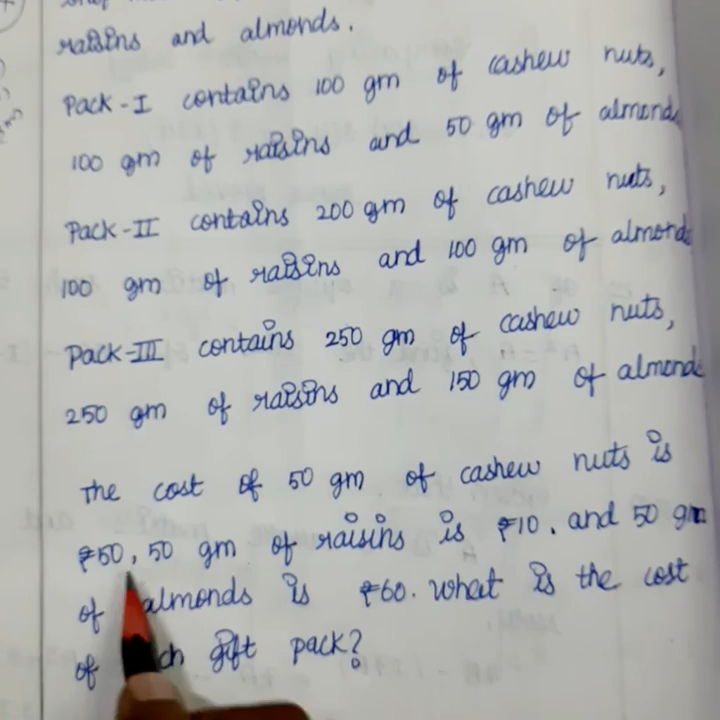 raisins and almonds.
Pack-I contains 100 gm of cashew nuts,
100 gm of raisins and 50 gm of almonds
Pack-II contains 200 gm of cashew nuts,
100 gm of raisins and 100 gm of almonds
Pack-III contains 250 gm of cashew nuts,
250 gm of raisins and 150 gm of almonds
The cost of 50 gm of cashew nuts is
₹50, 50 gm of raisins is ₹10. and 50 gm
of almonds is ₹60. what is the cost
of gift pack?